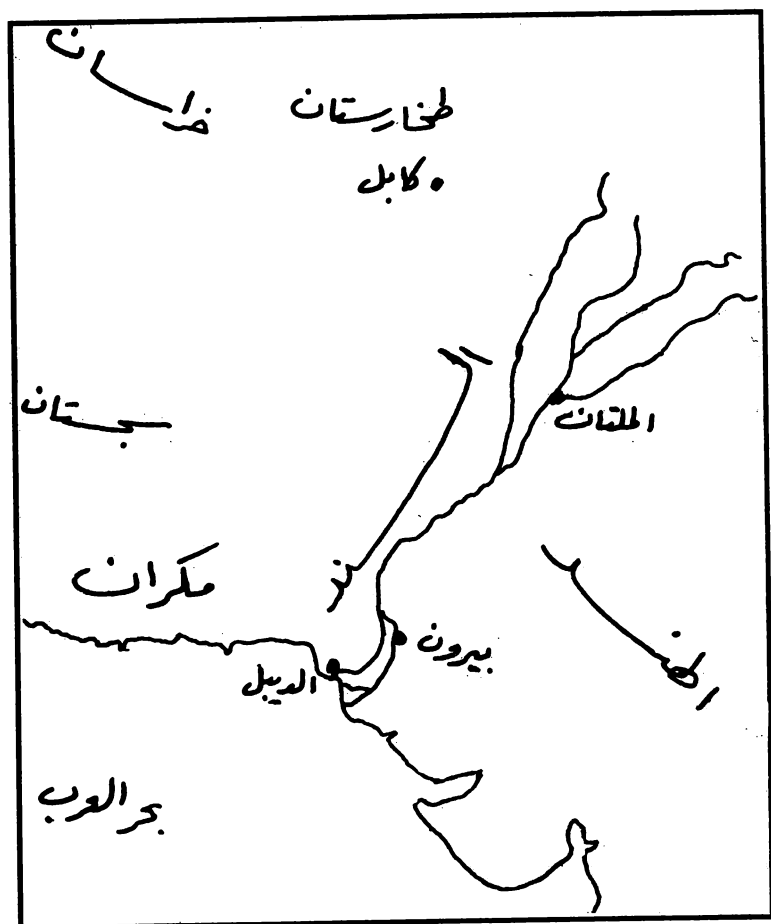 خراسان
طخارستان
كابل
الملتان
سجستان
السند
مكران
الهند
بيرون
الديبل
بحر العرب